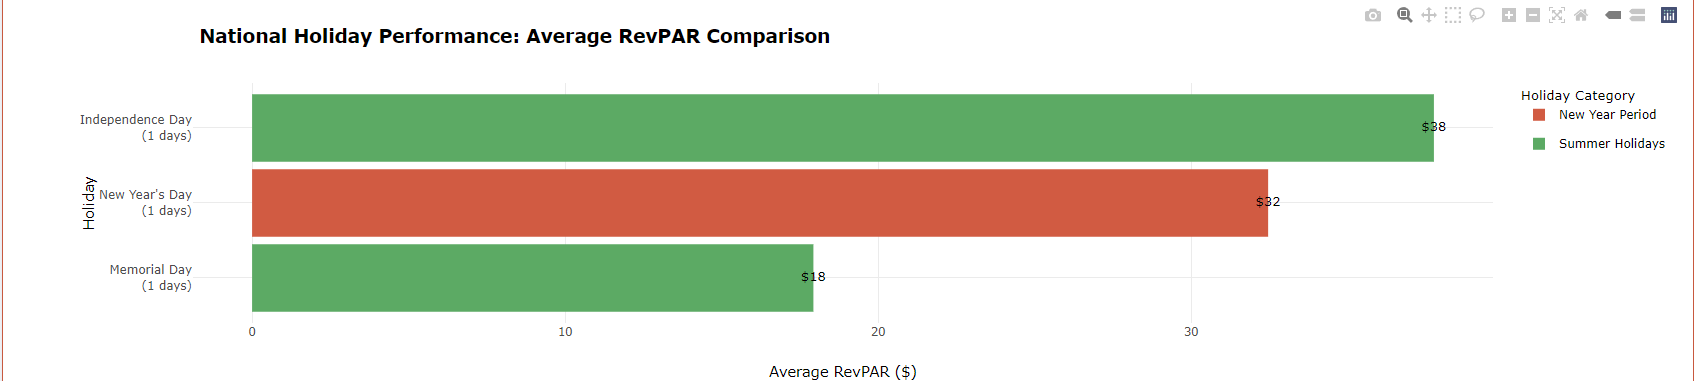 National Holiday Performance: Average RevPAR Comparison
Holiday Category
New Year Period
Summer Holidays
Holiday
Independence Day
(1 days)
$38
New Year's Day
(1 days)
$32
Memorial Day
(1 days)
$18
0 10 20 30
Average RevPAR ($)